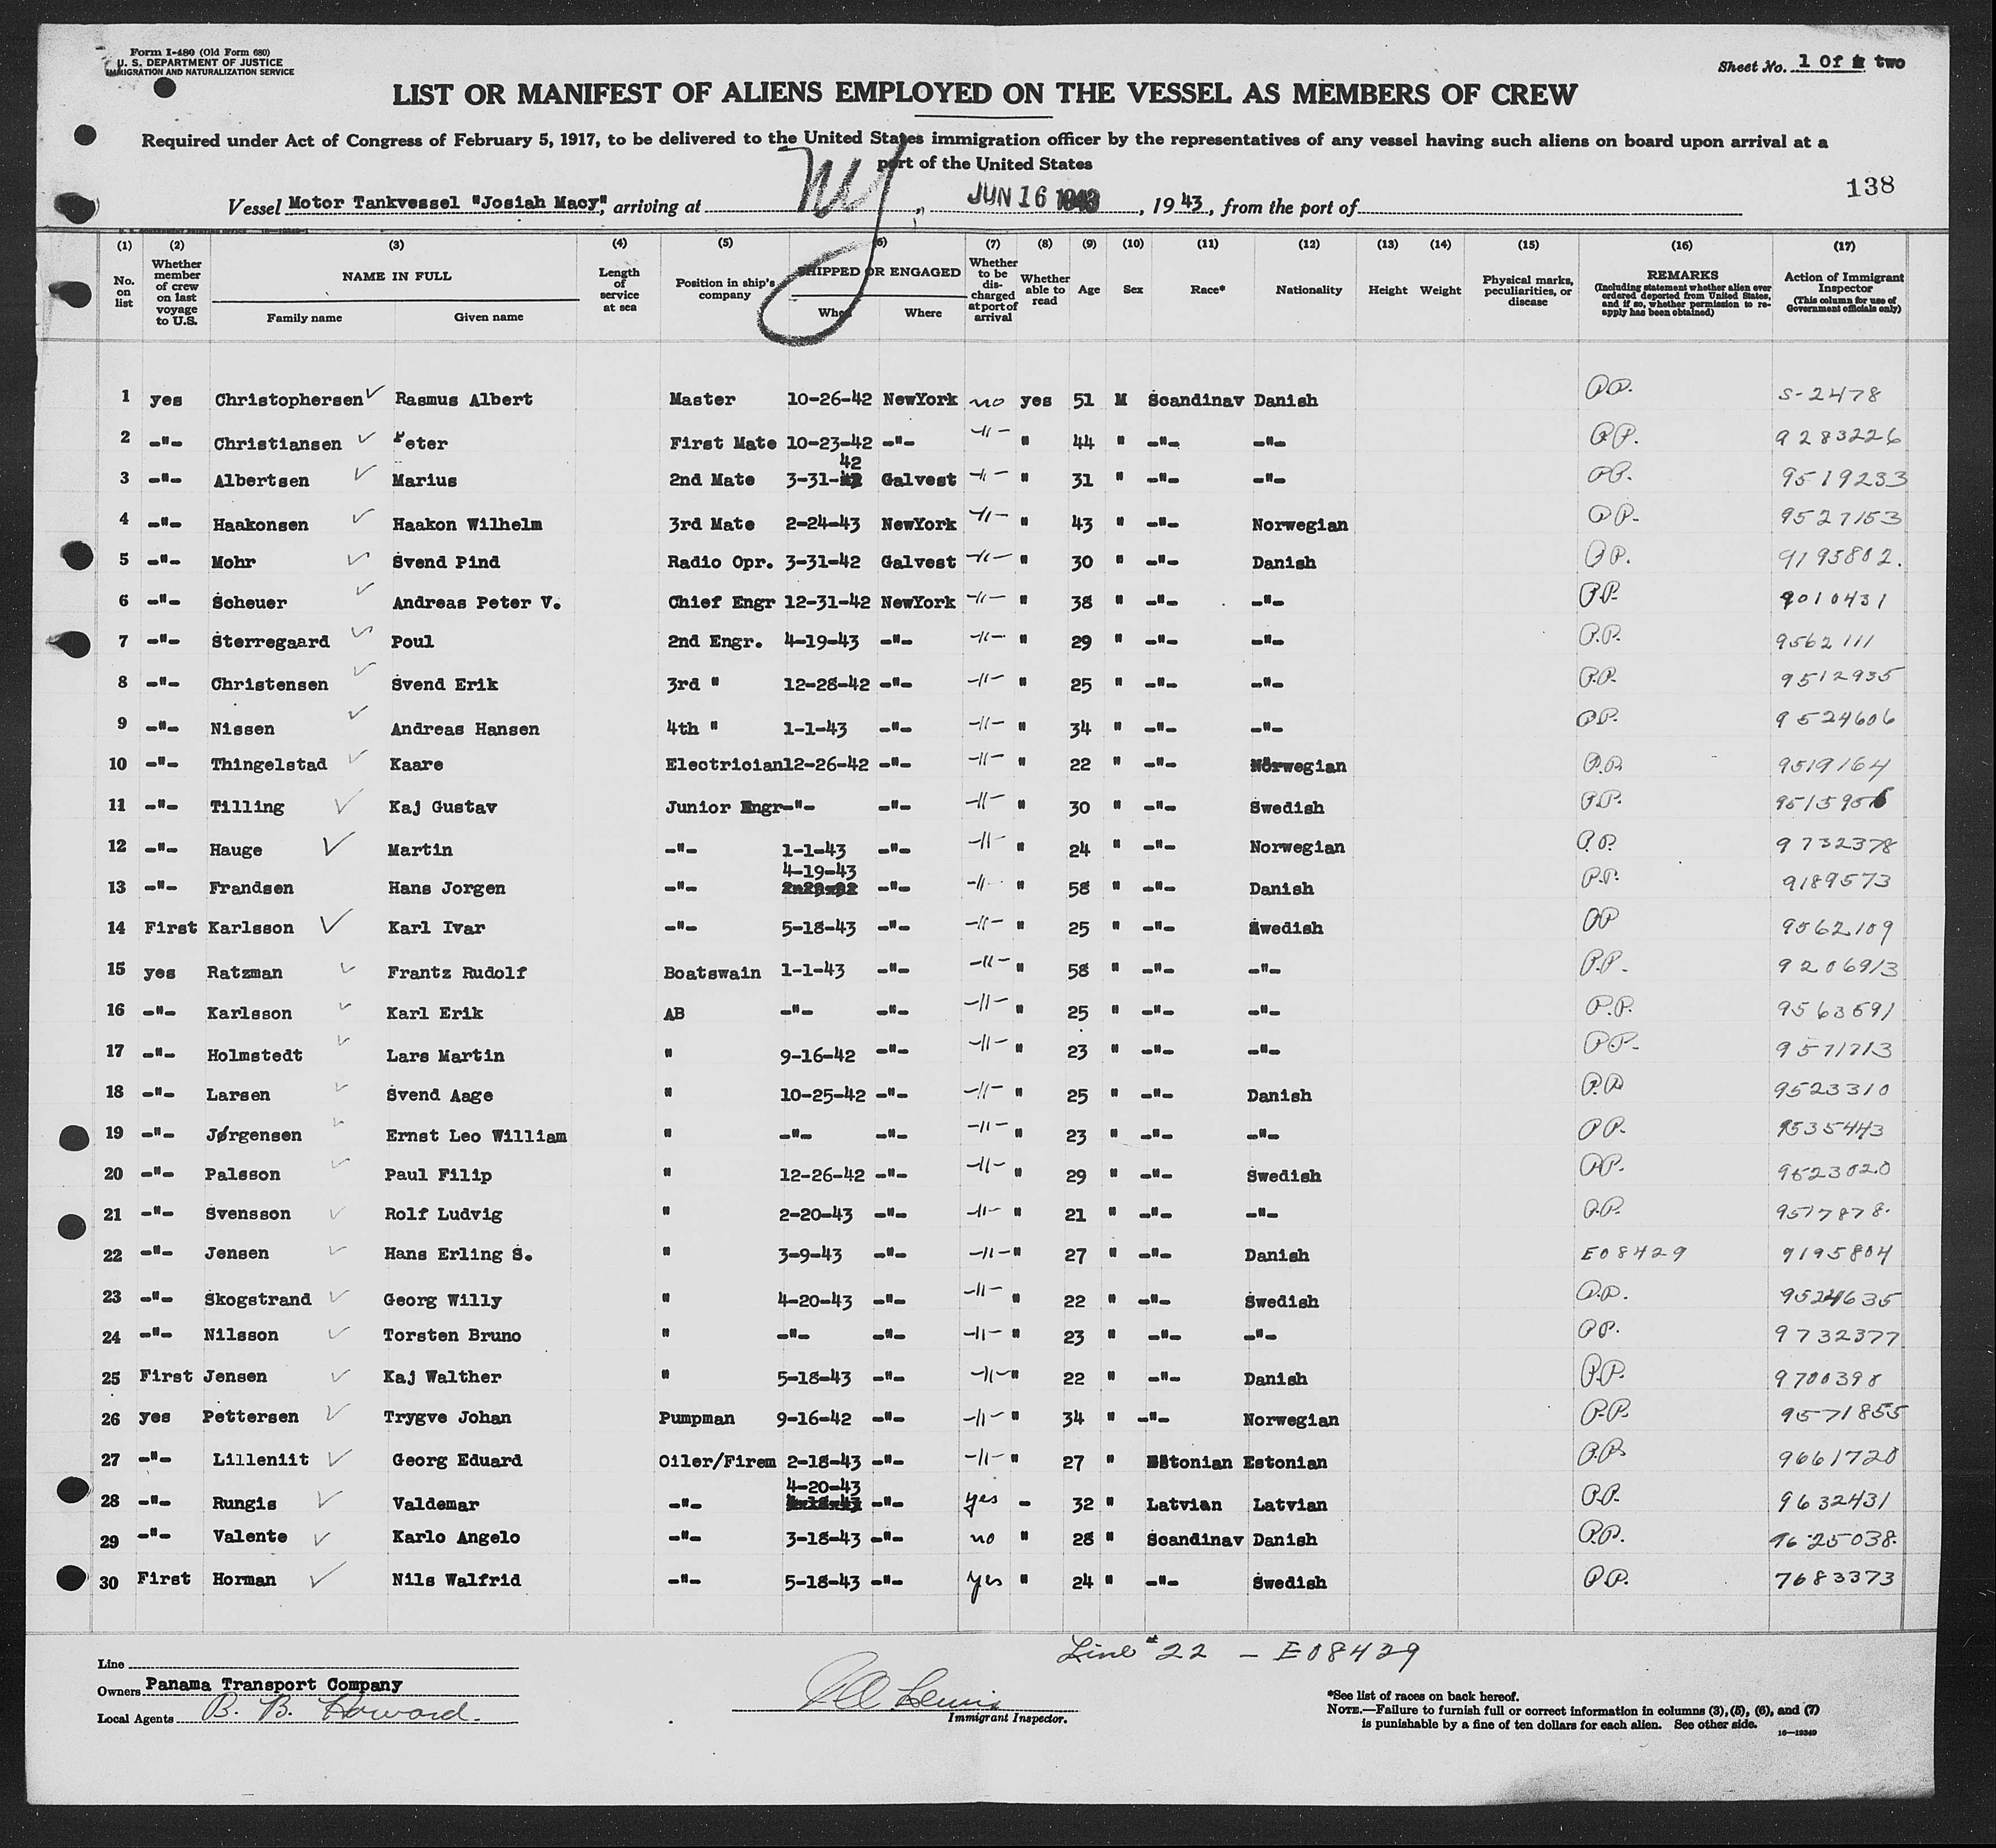 Form I-480 (Old Form 680)
U. S. DEPARTMENT OF JUSTICE
IMMIGRATION AND NATURALIZATION SERVICE
Sheet No. 1 Of two
LIST OR MANIFEST OF ALIENS EMPLOYED ON THE VESSEL AS MEMBERS OF CREW
Required under Act of Congress of February 5, 1917, to be delivered to the United States immigration officer by the representatives of any vessel having such aliens on board upon arrival at a
port of the United States
138
Vessel Motor Tankvessel "Josiah Macy", arriving at NY, JUN 16 1943, 1943, from the port of
(1) (2) (3) (4) (5) (6) (7) (8) (9) (10) (11) (12) (13) (14) (15) (16) (17)
No. on list
Whether member of crew on last voyage to U.S.
NAME IN FULL
Family name Given name
Length of service at sea
Position in ship's company
SHIPPED OR ENGAGED
When Where
Whether to be discharged at port of arrival
Whether able to read
Age Sex Race* Nationality Height Weight
Physical marks, peculiarities, or disease
REMARKS
(Including statement whether alien ever ordered deported from United States, and if so, whether permission to reapply has been obtained)
Action of Immigrant Inspector
(This column for use of Government officials only)
1 yes Christophersen ✓ Rasmus Albert Master 10-26-42 NewYork no yes 51 M Scandinav Danish P.P. S-2478
2 -"- Christiansen ✓ Peter First Mate 10-23-42 -"- -"- " 44 " -"- -"- P.P. 9283226
3 -"- Albertsen ✓ Marius 2nd Mate 3-31-42 Galvest -"- " 31 " -"- -"- P.P. 9519233
4 -"- Haakonsen ✓ Haakon Wilhelm 3rd Mate 2-24-43 NewYork -"- " 43 " -"- Norwegian P.P. 9527153
5 -"- Mohr ✓ Svend Pind Radio Opr. 3-31-42 Galvest -"- " 30 " -"- Danish P.P. 9195802.
6 -"- Scheuer ✓ Andreas Peter V. Chief Engr 12-31-42 NewYork -"- " 38 " -"- -"- P.P. 9010431
7 -"- Sterregaard ✓ Poul 2nd Engr. 4-19-43 -"- -"- " 29 " -"- -"- P.P. 9562111
8 -"- Christensen ✓ Svend Erik 3rd " 12-28-42 -"- -"- " 25 " -"- -"- P.P. 9512935
9 -"- Nissen ✓ Andreas Hansen 4th " 1-1-43 -"- -"- " 34 " -"- -"- P.P. 9524606
10 -"- Thingelstad ✓ Kaare Electrician 12-26-42 -"- -"- " 22 " -"- Norwegian P.P. 9519164
11 -"- Tilling ✓ Kaj Gustav Junior Engr -"- -"- -"- " 30 " -"- Swedish P.P. 9515956
12 -"- Hauge ✓ Martin -"- 1-1-43 -"- -"- " 24 " -"- Norwegian P.P. 9732378
13 -"- Frandsen Hans Jorgen -"- 4-19-43 -"- -"- " 58 " -"- Danish P.P. 9189573
14 First Karlsson ✓ Karl Ivar -"- 5-18-43 -"- -"- " 25 " -"- Swedish P.P. 9562109
15 yes Ratzman ✓ Frantz Rudolf Boatswain 1-1-43 -"- -"- " 58 " -"- -"- P.P. 9206913
16 -"- Karlsson ✓ Karl Erik AB -"- -"- -"- " 25 " -"- -"- P.P. 9563591
17 -"- Holmstedt ✓ Lars Martin " 9-16-42 -"- -"- " 23 " -"- -"- P.P. 9571713
18 -"- Larsen ✓ Svend Aage " 10-25-42 -"- -"- " 25 " -"- Danish P.P. 9523310
19 -"- Jørgensen ✓ Ernst Leo William " -"- -"- -"- " 23 " -"- -"- P.P. 9535443
20 -"- Palsson ✓ Paul Filip " 12-26-42 -"- -"- " 29 " -"- Swedish P.P. 9523020
21 -"- Svensson ✓ Rolf Ludvig " 2-20-43 -"- -"- " 21 " -"- -"- P.P. 9517878.
22 -"- Jensen ✓ Hans Erling S. " 3-9-43 -"- -"- " 27 " -"- Danish E08429 9195804
23 -"- Skogstrand ✓ Georg Willy " 4-20-43 -"- -"- " 22 " -"- Swedish P.P. 9524635
24 -"- Nilsson ✓ Torsten Bruno " -"- -"- -"- " 23 " -"- -"- P.P. 9732377
25 First Jensen ✓ Kaj Walther " 5-18-43 -"- -"- " 22 " -"- Danish P.P. 9700398
26 yes Pettersen ✓ Trygve Johan Pumpman 9-16-42 -"- -"- " 34 " -"- Norwegian P.P. 9571855
27 -"- Lilleniit ✓ Georg Eduard Oiler/Firem 2-18-43 -"- -"- " 27 " Estonian Estonian P.P. 9661720
28 -"- Rungis ✓ Valdemar -"- 4-20-43 -"- yes - 32 " Latvian Latvian P.P. 9632431
29 -"- Valente ✓ Karlo Angelo -"- 3-18-43 -"- no " 28 " Scandinav Danish P.P. 9625038.
30 First Horman ✓ Nils Walfrid -"- 5-18-43 -"- yes " 24 " -"- Swedish P.P. 7683373
Line #22 - E08429
Line
Owners Panama Transport Company
Local Agents B. B. Howard.
Lewis
Immigrant Inspector.
*See list of races on back hereof.
NOTE.—Failure to furnish full or correct information in columns (3), (5), (6), and (7)
is punishable by a fine of ten dollars for each alien. See other side.
16—19349